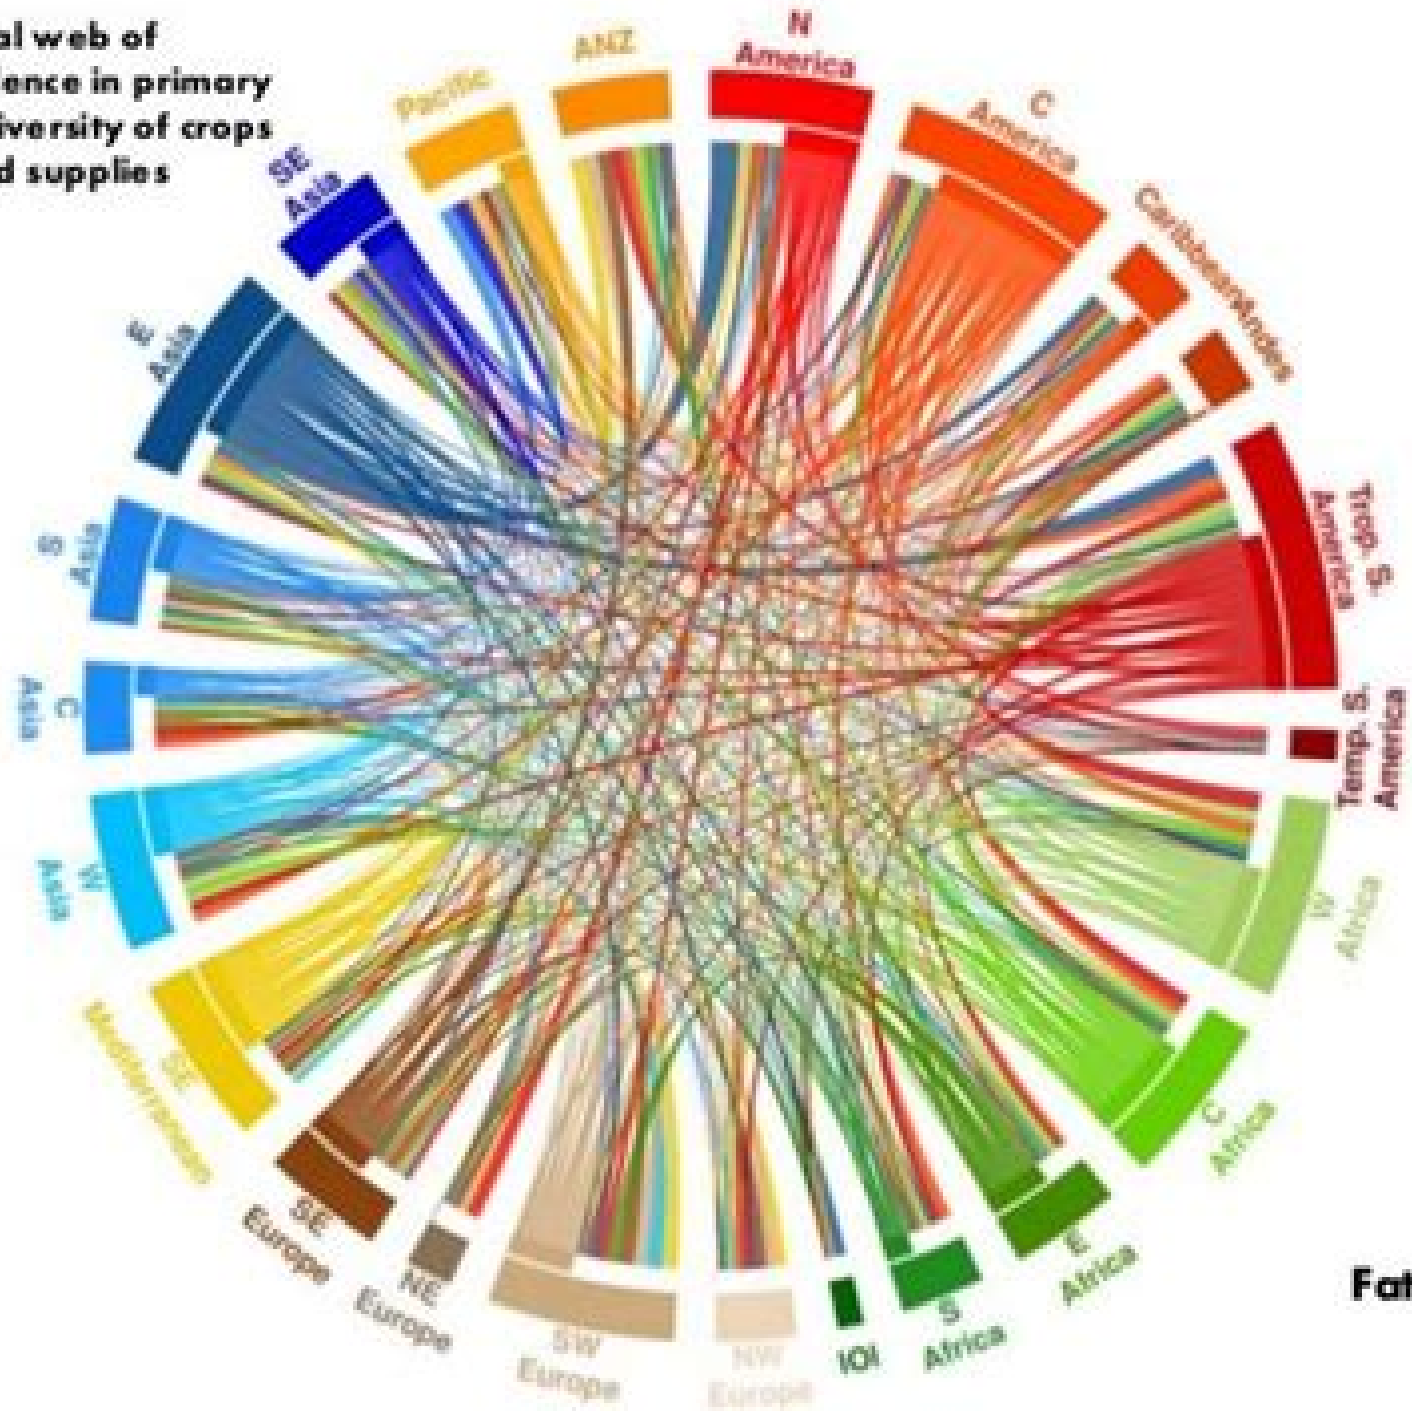 al web of
ence in primary
iversity of crops
d supplies
N
America
C
America
Caribbean
Andes
Trop. S.
America
Temp. S.
America
W
Africa
C
Africa
E
Africa
S
Africa
IOI
NW
Europe
SW
Europe
NE
Europe
SE
Europe
SE
Mediterranean
W
Asia
C
Asia
S
Asia
E
Asia
SE
Asia
Pacific
ANZ
Fat